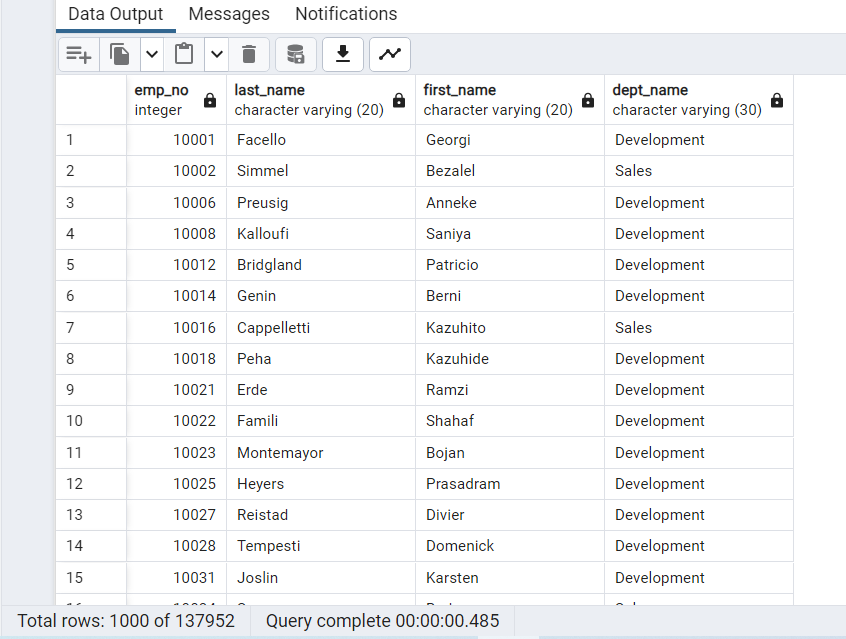 Data Output Messages Notifications
emp_no last_name first_name dept_name
integer character varying (20) character varying (20) character varying (30)
1 10001 Facello Georgi Development
2 10002 Simmel Bezalel Sales
3 10006 Preusig Anneke Development
4 10008 Kalloufi Saniya Development
5 10012 Bridgland Patricio Development
6 10014 Genin Berni Development
7 10016 Cappelletti Kazuhito Sales
8 10018 Peha Kazuhide Development
9 10021 Erde Ramzi Development
10 10022 Famili Shahaf Development
11 10023 Montemayor Bojan Development
12 10025 Heyers Prasadram Development
13 10027 Reistad Divier Development
14 10028 Tempesti Domenick Development
15 10031 Joslin Karsten Development
Total rows: 1000 of 137952 Query complete 00:00:00.485